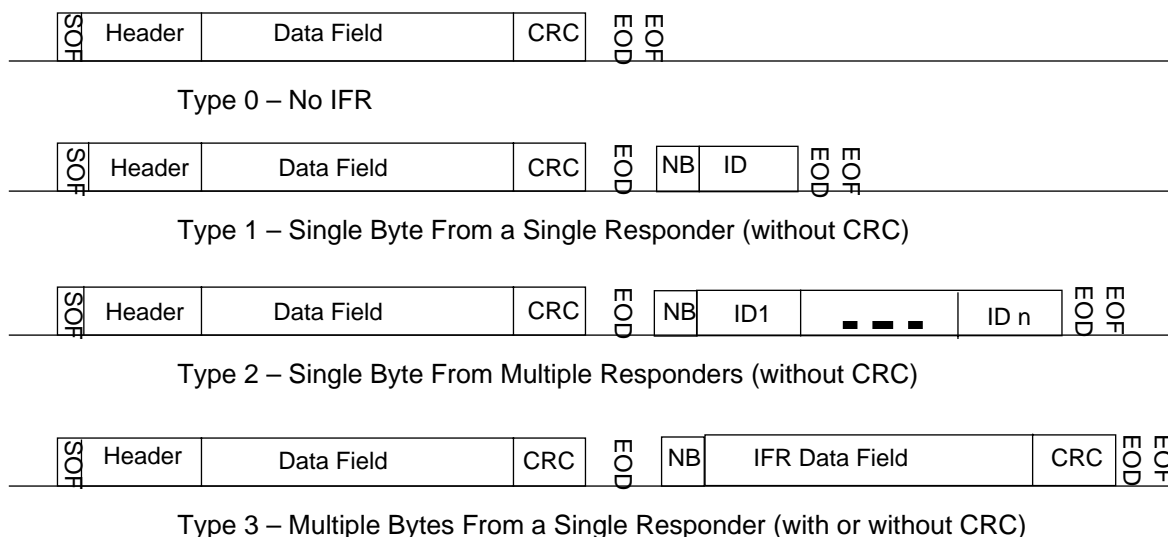 SOF Header Data Field CRC EOD EOF
Type 0 – No IFR
SOF Header Data Field CRC EOD NB ID EOD EOF
Type 1 – Single Byte From a Single Responder (without CRC)
SOF Header Data Field CRC EOD NB ID1 - - - ID n EOD EOF
Type 2 – Single Byte From Multiple Responders (without CRC)
SOF Header Data Field CRC EOD NB IFR Data Field CRC EOD EOF
Type 3 – Multiple Bytes From a Single Responder (with or without CRC)